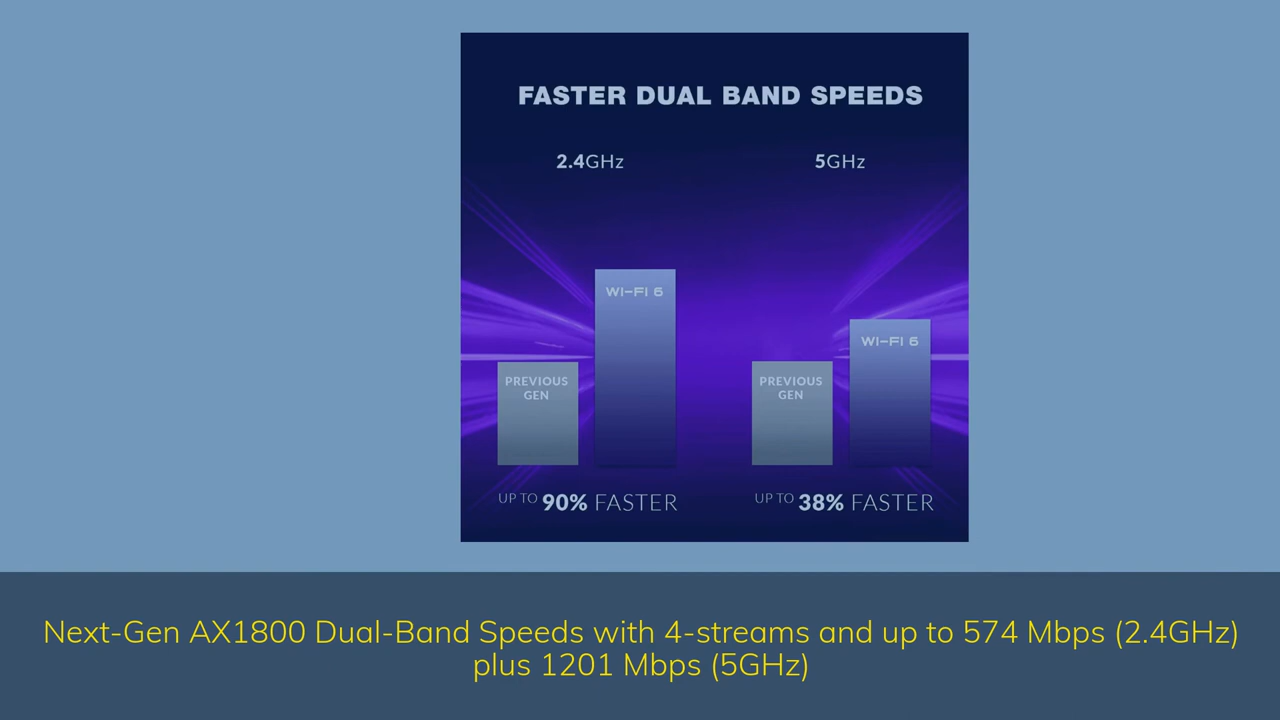 FASTER DUAL BAND SPEEDS
2.4GHz
5GHz
WI-FI 6
WI-FI 6
PREVIOUS
GEN
PREVIOUS
GEN
UP TO 90% FASTER
UP TO 38% FASTER
Next-Gen AX1800 Dual-Band Speeds with 4-streams and up to 574 Mbps (2.4GHz)
plus 1201 Mbps (5GHz)